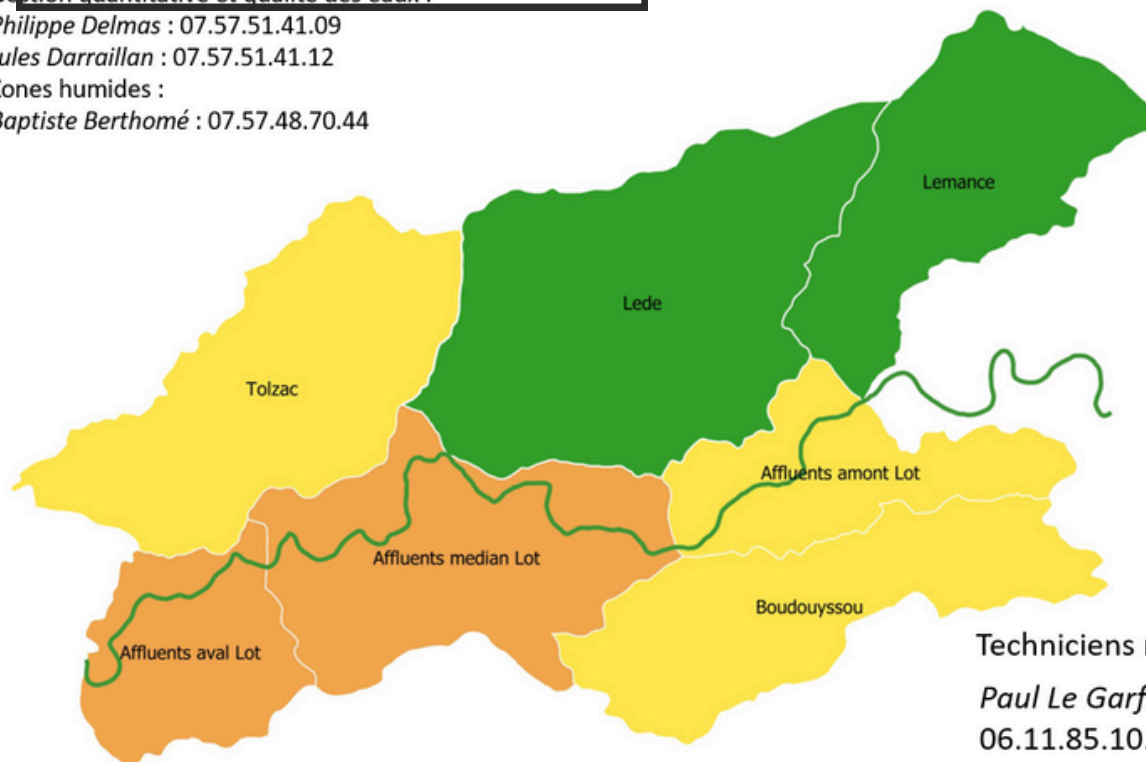 Philippe Delmas : 07.57.51.41.09
ules Darraillan : 07.57.51.41.12
ones humides :
Baptiste Berthomé : 07.57.48.70.44
Lemance
Lede
Tolzac
Affluents amont Lot
Affluents median Lot
Boudouyssou
Affluents aval Lot
Techniciens
Paul Le Garf
06.11.85.10.